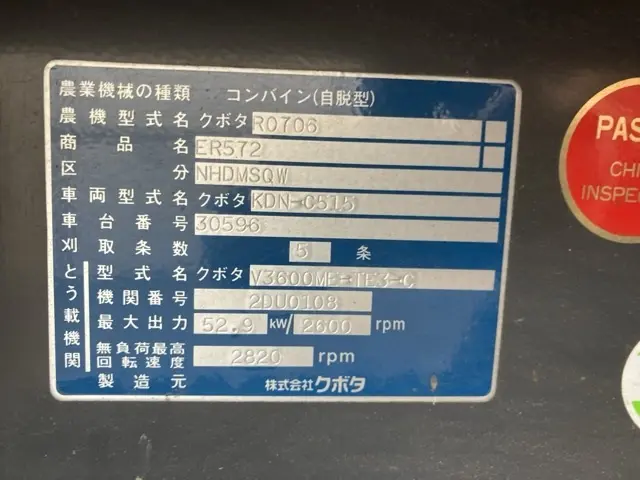 農業機械の種類 コンバイン(自脱型)
農機型式名 クボタ R0706
商品名 ER572
区分 NHDMSQW
車両型式名 クボタ KDN-C515
車台番号 30596
刈取条数 5 条
とう載機関
型式名 クボタ V3600ME-TE3-C
機関番号 2DU0108
最大出力 52.9 kW/ 2600 rpm
無負荷最高回転速度 2820 rpm
製造元 株式会社クボタ
PAS
CHI
INSPE